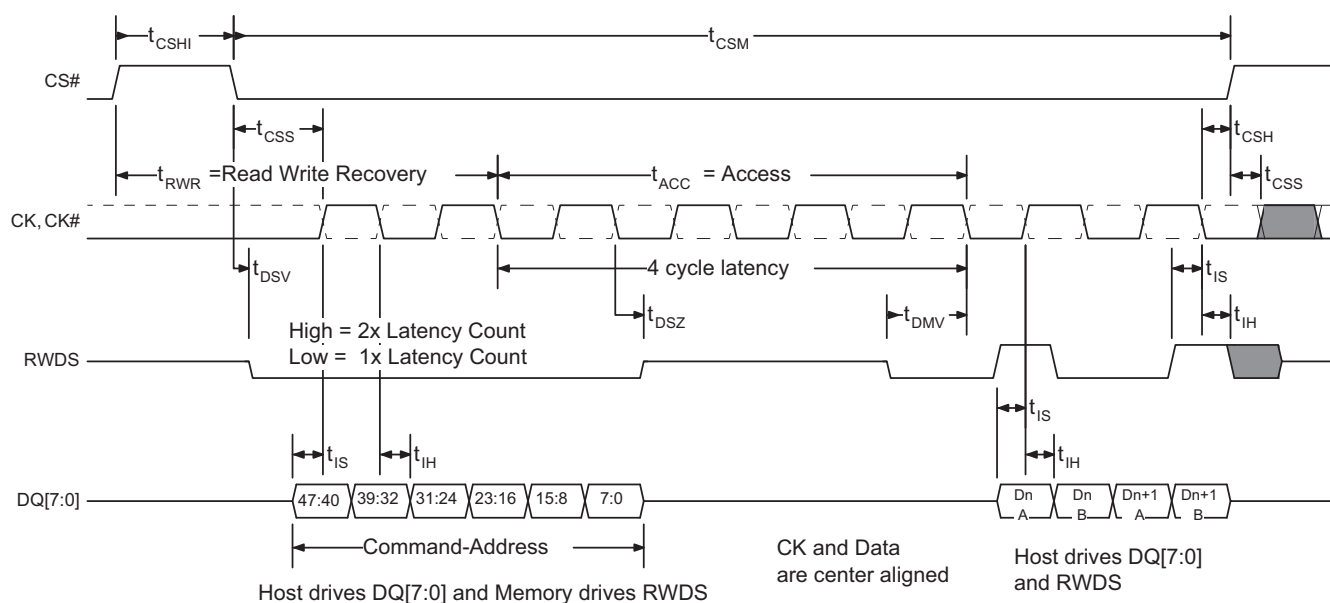 tCSHI
tCSM
CS#
tCSS
tCSH
tRWR =Read Write Recovery
tACC = Access
tCSS
CK, CK#
tDSV
4 cycle latency
tIS
tDSZ
tDMV
tIH
High = 2x Latency Count
Low = 1x Latency Count
RWDS
tIS
tIS
tIH
tIH
DQ[7:0]
47:40
39:32
31:24
23:16
15:8
7:0
Dn
A
Dn
B
Dn+1
A
Dn+1
B
Command-Address
CK and Data
are center aligned
Host drives DQ[7:0]
and RWDS
Host drives DQ[7:0] and Memory drives RWDS